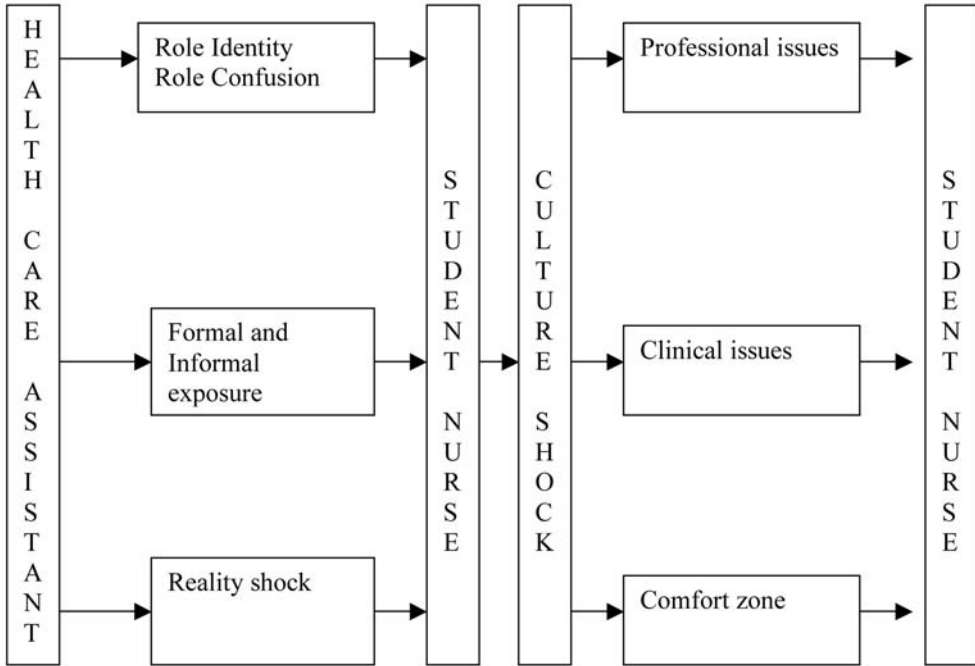 HEALTH CARE ASSISTANT
Role Identity
Role Confusion
Formal and
Informal
exposure
Reality shock
STUDENT NURSE
CULTURE SHOCK
Professional issues
Clinical issues
Comfort zone
STUDENT NURSE